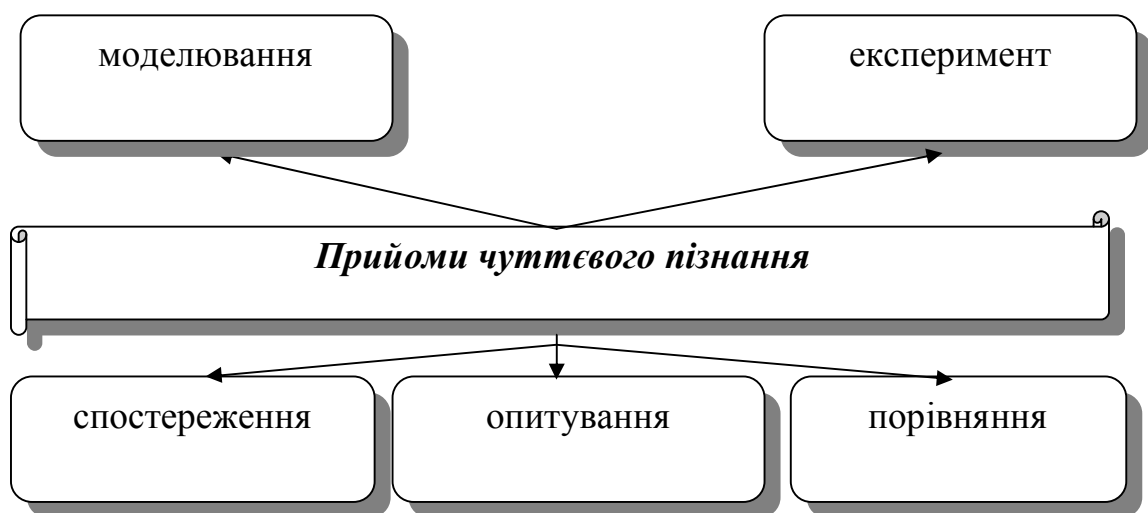 моделювання
експеримент
Прийоми чуттєвого пізнання
спостереження
опитування
порівняння